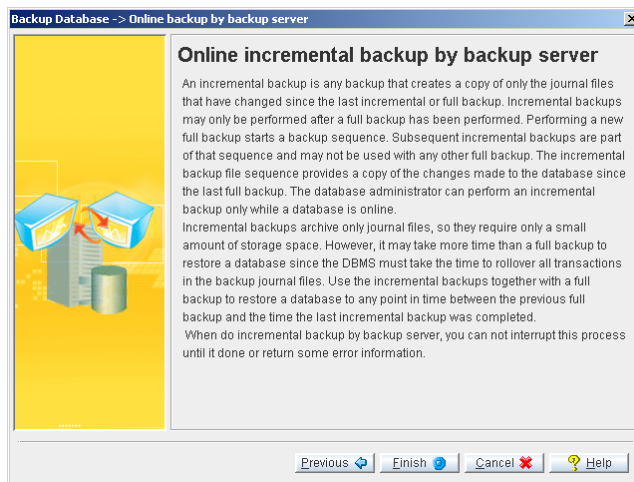 Backup Database -> Online backup by backup server
Online incremental backup by backup server
An incremental backup is any backup that creates a copy of only the journal files
that have changed since the last incremental or full backup. Incremental backups
may only be performed after a full backup has been performed. Performing a new
full backup starts a backup sequence. Subsequent incremental backups are part
of that sequence and may not be used with any other full backup. The incremental
backup file sequence provides a copy of the changes made to the database since
the last full backup. The database administrator can perform an incremental
backup only while a database is online.
Incremental backups archive only journal files, so they require only a small
amount of storage space. However, it may take more time than a full backup to
restore a database since the DBMS must take the time to rollover all transactions
in the backup journal files. Use the incremental backups together with a full
backup to restore a database to any point in time between the previous full
backup and the time the last incremental backup was completed.
When do incremental backup by backup server, you can not interrupt this process
until it done or return some error information.
Previous Finish Cancel Help